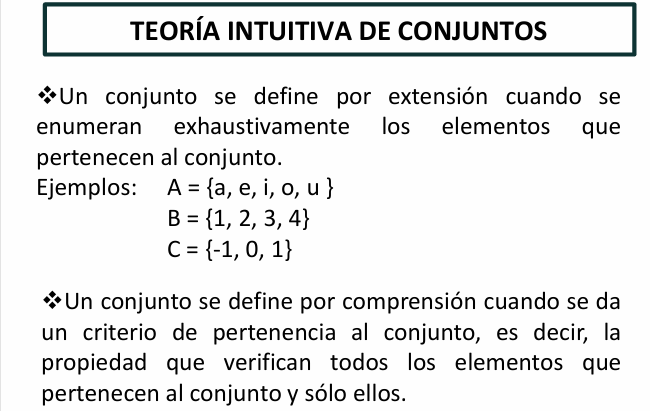 TEORÍA INTUITIVA DE CONJUNTOS
❖Un conjunto se define por extensión cuando se
enumeran exhaustivamente los elementos que
pertenecen al conjunto.
Ejemplos: A = {a, e, i, o, u }
B = {1, 2, 3, 4}
C = {-1, 0, 1}
❖Un conjunto se define por comprensión cuando se da
un criterio de pertenencia al conjunto, es decir, la
propiedad que verifican todos los elementos que
pertenecen al conjunto y sólo ellos.